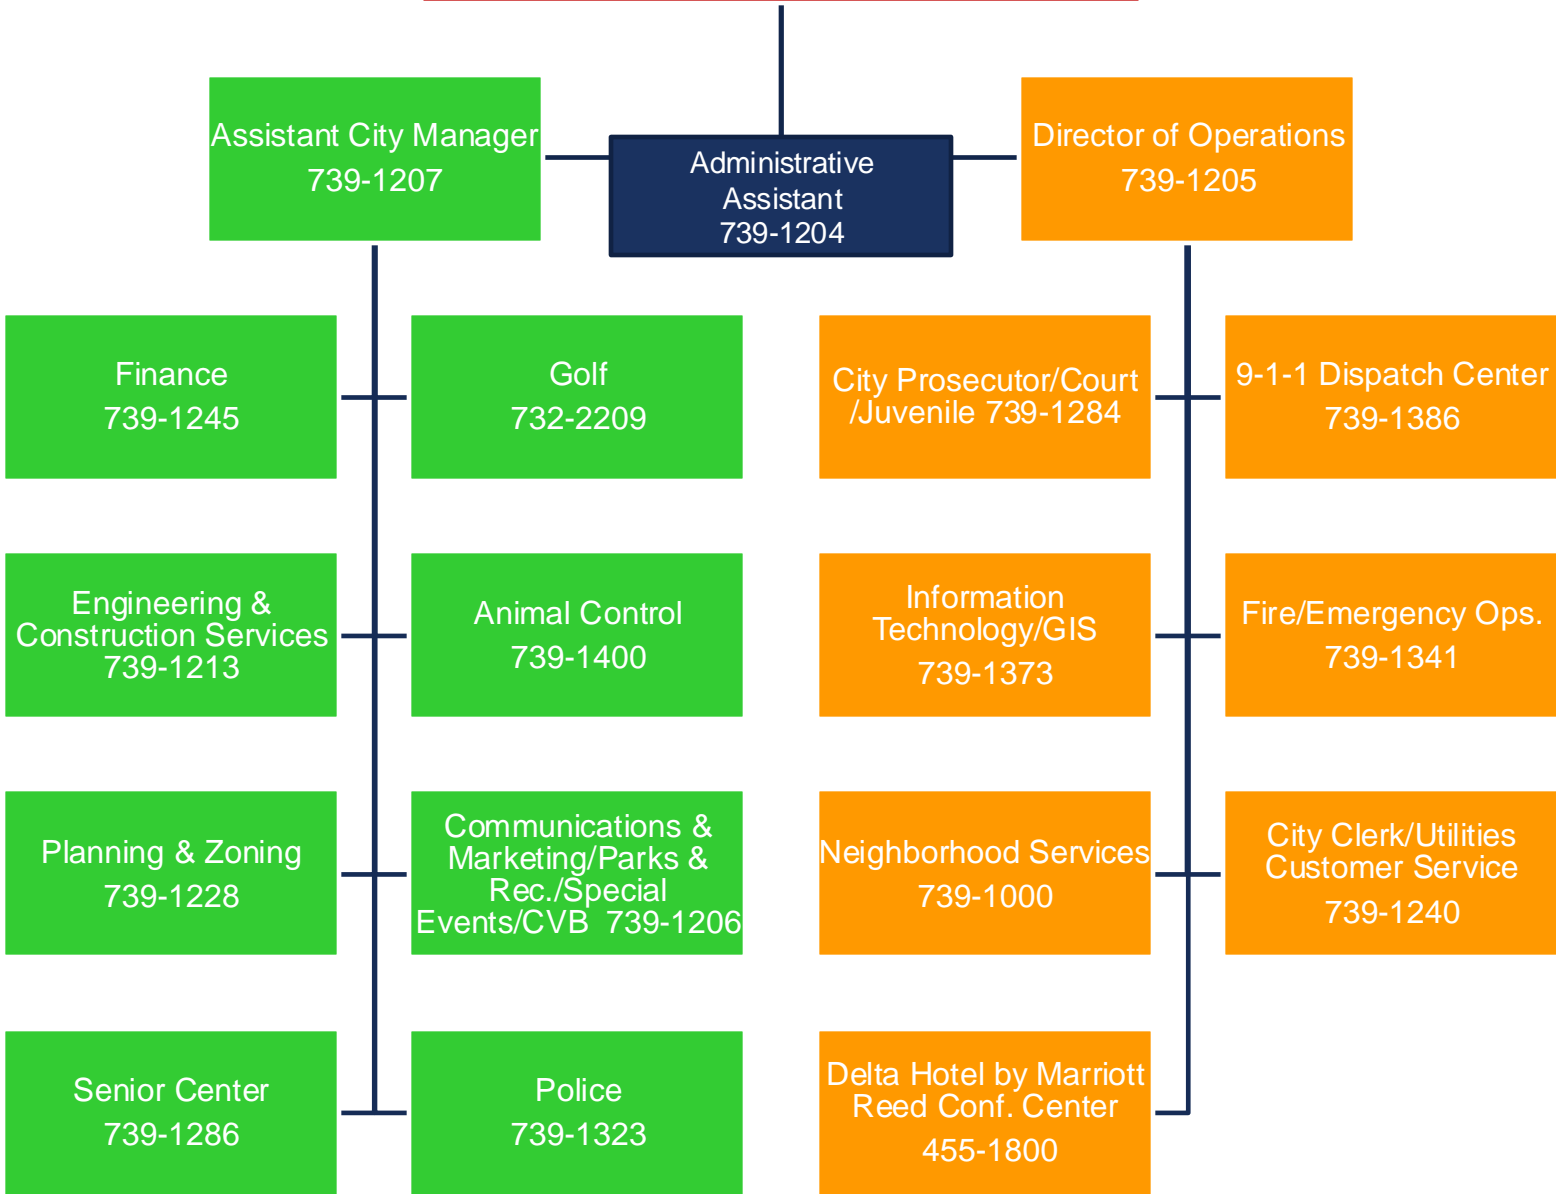 Assistant City Manager
739-1207
Administrative
Assistant
739-1204
Director of Operations
739-1205
Finance
739-1245
Golf
732-2209
City Prosecutor/Court
/Juvenile 739-1284
9-1-1 Dispatch Center
739-1386
Engineering &
Construction Services
739-1213
Animal Control
739-1400
Information
Technology/GIS
739-1373
Fire/Emergency Ops.
739-1341
Planning & Zoning
739-1228
Communications &
Marketing/Parks &
Rec./Special
Events/CVB 739-1206
Neighborhood Services
739-1000
City Clerk/Utilities
Customer Service
739-1240
Senior Center
739-1286
Police
739-1323
Delta Hotel by Marriott
Reed Conf. Center
455-1800